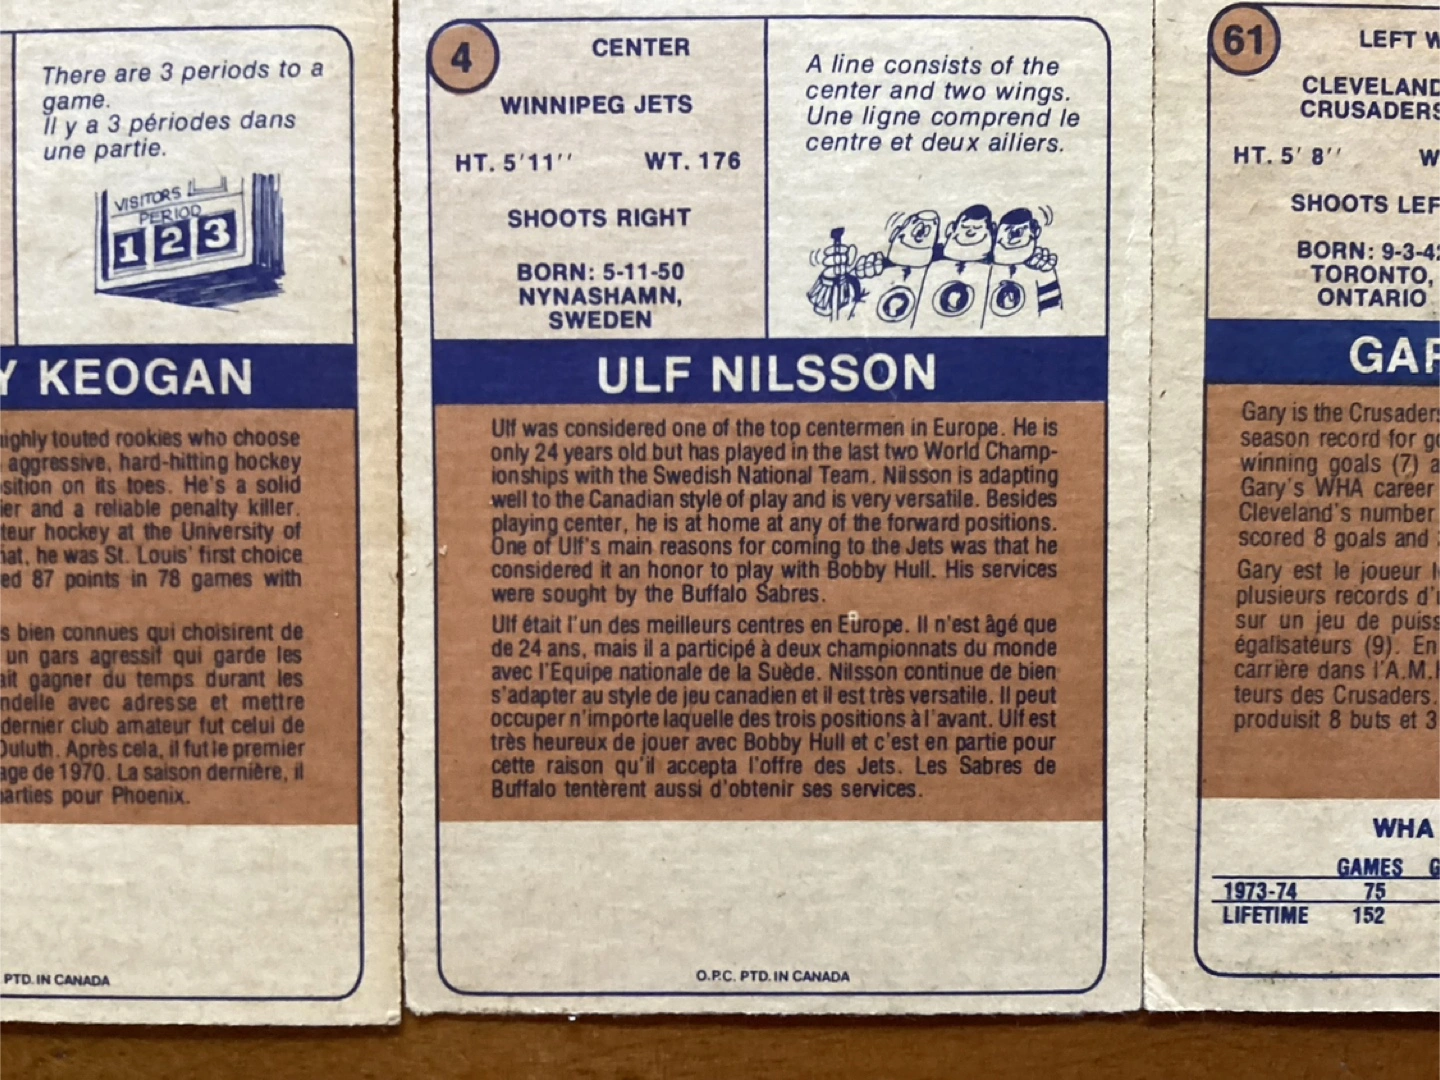 There are 3 periods to a
game.
Il y a 3 périodes dans
une partie.
VISITORS
PERIOD
1 2 3
KEOGAN
highly touted rookies who choose
aggressive, hard-hitting hockey
sition on its toes. He's a solid
ier and a reliable penalty killer.
teur hockey at the University of
hat, he was St. Louis' first choice
ed 87 points in 78 games with
s bien connues qui choisirent de
un gars agressif qui garde les
ait gagner du temps durant les
ndelle avec adresse et mettre
dernier club amateur fut celui de
Duluth. Après cela, il fut le premier
age de 1970. La saison dernière, il
parties pour Phoenix.
PTD. IN CANADA
4
CENTER
WINNIPEG JETS
HT. 5'11'' WT. 176
SHOOTS RIGHT
BORN: 5-11-50
NYNASHAMN,
SWEDEN
A line consists of the
center and two wings.
Une ligne comprend le
centre et deux ailiers.
ULF NILSSON
Ulf was considered one of the top centermen in Europe. He is
only 24 years old but has played in the last two World Champ-
ionships with the Swedish National Team. Nilsson is adapting
well to the Canadian style of play and is very versatile. Besides
playing center, he is at home at any of the forward positions.
One of Ulf's main reasons for coming to the Jets was that he
considered it an honor to play with Bobby Hull. His services
were sought by the Buffalo Sabres.
Ulf était l'un des meilleurs centres en Europe. Il n'est âgé que
de 24 ans, mais il a participé à deux championnats du monde
avec l'Equipe nationale de la Suède. Nilsson continue de bien
s'adapter au style de jeu canadien et il est très versatile. Il peut
occuper n'importe laquelle des trois positions à l'avant. Ulf est
très heureux de jouer avec Bobby Hull et c'est en partie pour
cette raison qu'il accepta l'offre des Jets. Les Sabres de
Buffalo tentèrent aussi d'obtenir ses services.
O.P.C. PTD. IN CANADA
61
LEFT W
CLEVELAND
CRUSADERS
HT. 5' 8'' W
SHOOTS LEF
BORN: 9-3-42
TORONTO,
ONTARIO
GAR
Gary is the Crusaders
season record for go
winning goals (7) a
Gary's WHA career
Cleveland's number
scored 8 goals and
Gary est le joueur l
plusieurs records d'
sur un jeu de puiss
égalisateurs (9). En
carrière dans l'A.M.H
teurs des Crusaders.
produisit 8 buts et 3
WHA
GAMES G
1973-74 75
LIFETIME 152